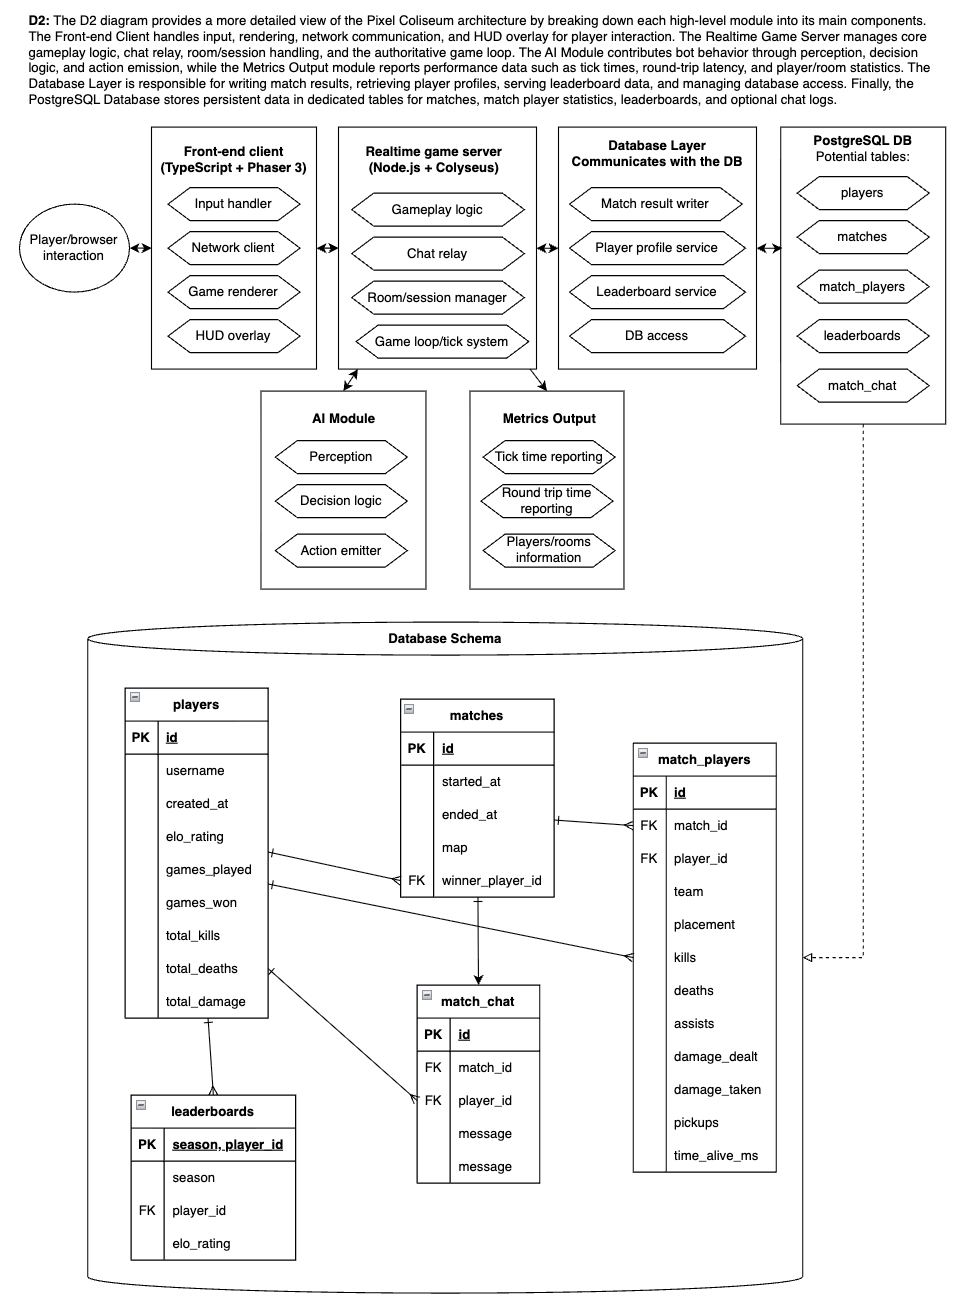 D2: The D2 diagram provides a more detailed view of the Pixel Coliseum architecture by breaking down each high-level module into its main components.
The Front-end Client handles input, rendering, network communication, and HUD overlay for player interaction. The Realtime Game Server manages core
gameplay logic, chat relay, room/session handling, and the authoritative game loop. The AI Module contributes bot behavior through perception, decision
logic, and action emission, while the Metrics Output module reports performance data such as tick times, round-trip latency, and player/room statistics. The
Database Layer is responsible for writing match results, retrieving player profiles, serving leaderboard data, and managing database access. Finally, the
PostgreSQL Database stores persistent data in dedicated tables for matches, match player statistics, leaderboards, and optional chat logs.
Player/browser
interaction
Front-end client
(TypeScript + Phaser 3)
Input handler
Network client
Game renderer
HUD overlay
Realtime game server
(Node.js + Colyseus)
Gameplay logic
Chat relay
Room/session manager
Game loop/tick system
Database Layer
Communicates with the DB
Match result writer
Player profile service
Leaderboard service
DB access
PostgreSQL DB
Potential tables:
players
matches
match_players
leaderboards
match_chat
AI Module
Perception
Decision logic
Action emitter
Metrics Output
Tick time reporting
Round trip time
reporting
Players/rooms
information
Database Schema
players
PK id
username
created_at
elo_rating
games_played
games_won
total_kills
total_deaths
total_damage
matches
PK id
started_at
ended_at
map
FK winner_player_id
match_players
PK id
FK match_id
FK player_id
team
placement
kills
deaths
assists
damage_dealt
damage_taken
pickups
time_alive_ms
match_chat
PK id
FK match_id
FK player_id
message
message
leaderboards
PK season, player_id
season
FK player_id
elo_rating